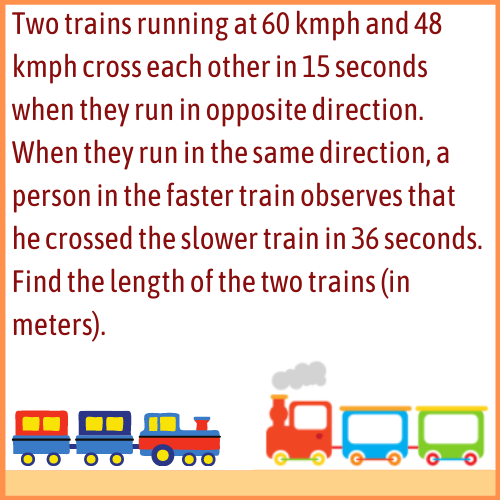 Two trains running at 60 kmph and 48
kmph cross each other in 15 seconds
when they run in opposite direction.
When they run in the same direction, a
person in the faster train observes that
he crossed the slower train in 36 seconds.
Find the length of the two trains (in
meters).